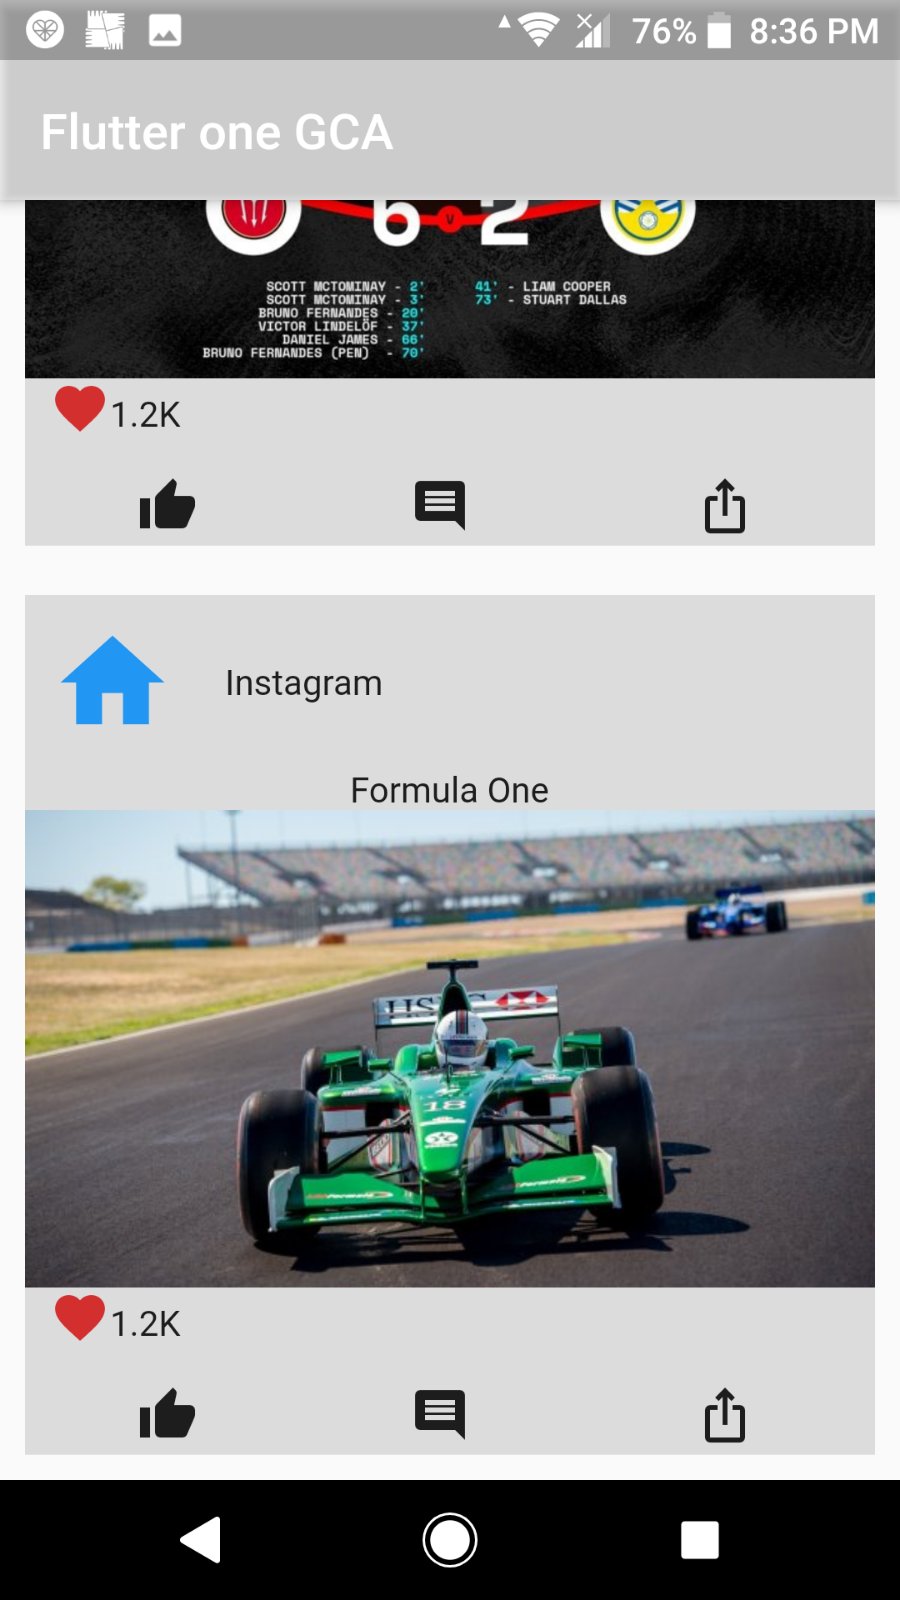 76% 8:36 PM
Flutter one GCA
6 V 2
SCOTT MCTOMINAY - 2'
SCOTT MCTOMINAY - 3'
BRUNO FERNANDES - 20'
VICTOR LINDELÖF - 37'
DANIEL JAMES - 66'
BRUNO FERNANDES (PEN) - 70'
41' - LIAM COOPER
73' - STUART DALLAS
1.2K
Instagram
Formula One
18
1.2K